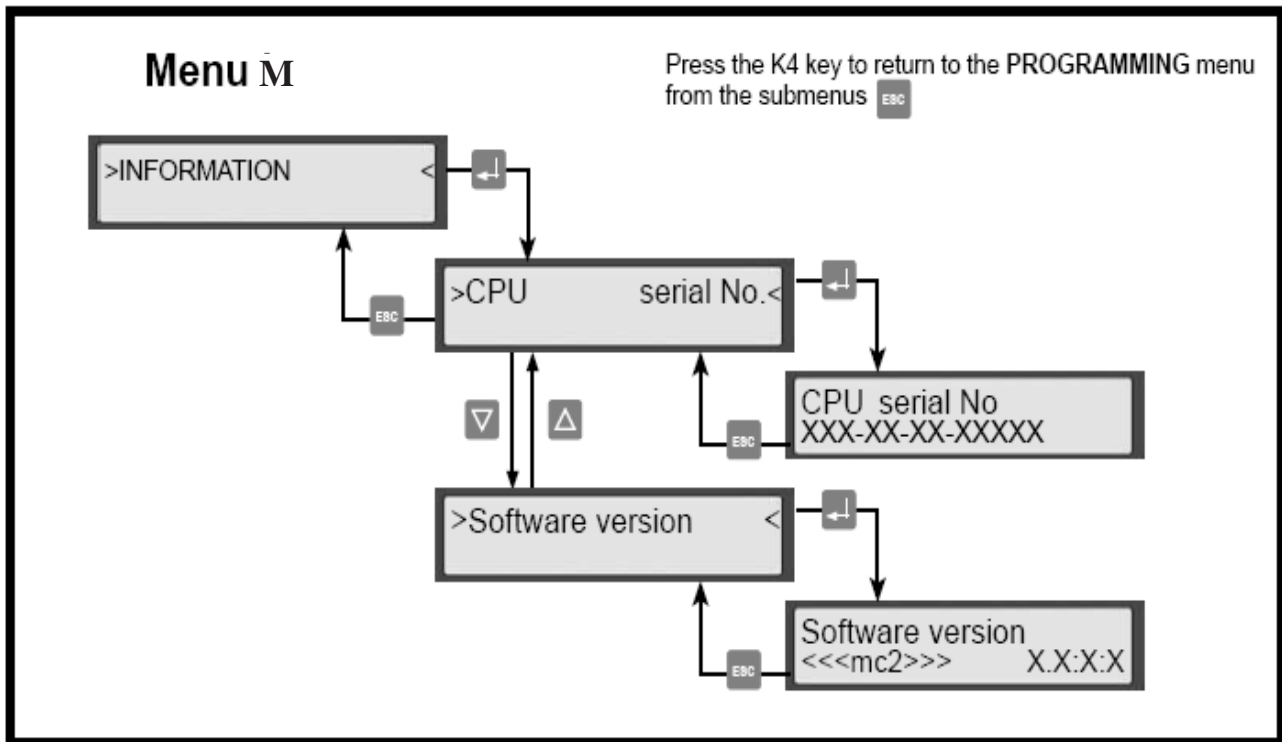 Menu M
Press the K4 key to return to the PROGRAMMING menu
from the submenus ESC
>INFORMATION <
ESC
>CPU serial No.<
CPU serial No
XXX-XX-XX-XXXXX
ESC
>Software version <
Software version
<<<mc2>>> X.X:X:X
ESC